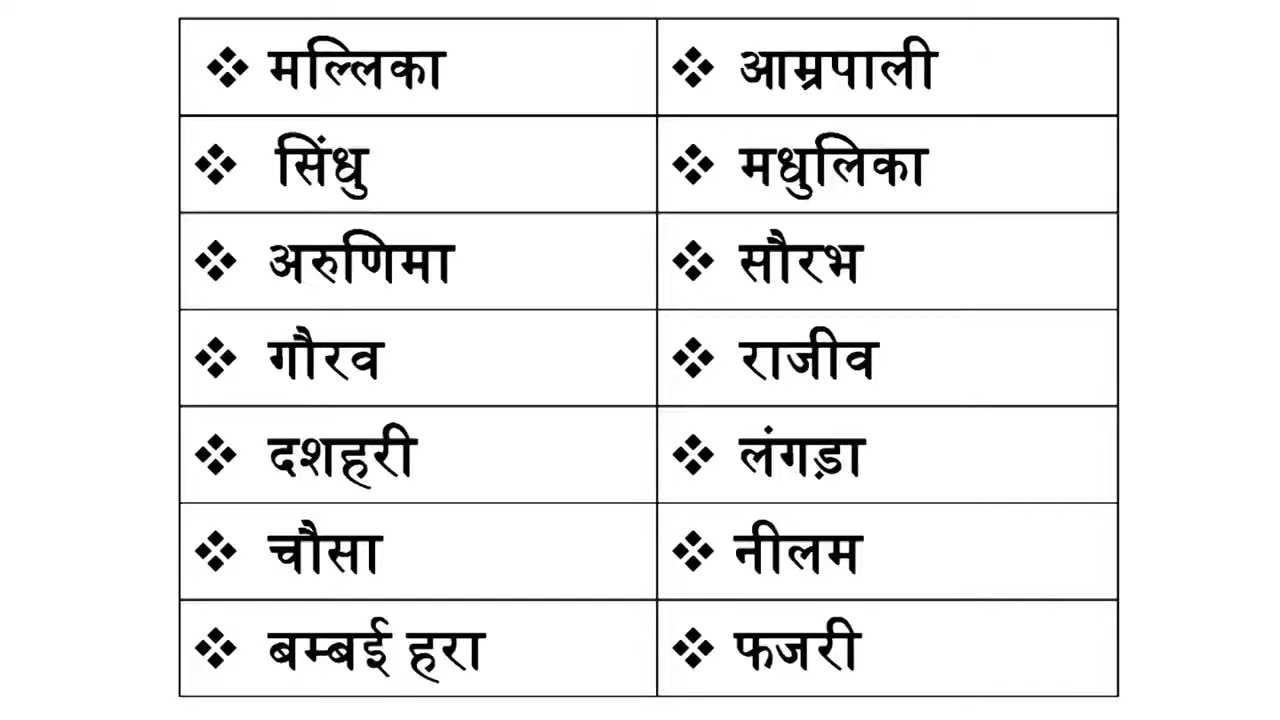 ❖ मल्लिका ❖ आम्रपाली
❖ सिंधु ❖ मधुलिका
❖ अरुणिमा ❖ सौरभ
❖ गौरव ❖ राजीव
❖ दशहरी ❖ लंगड़ा
❖ चौसा ❖ नीलम
❖ बम्बई हरा ❖ फजरी